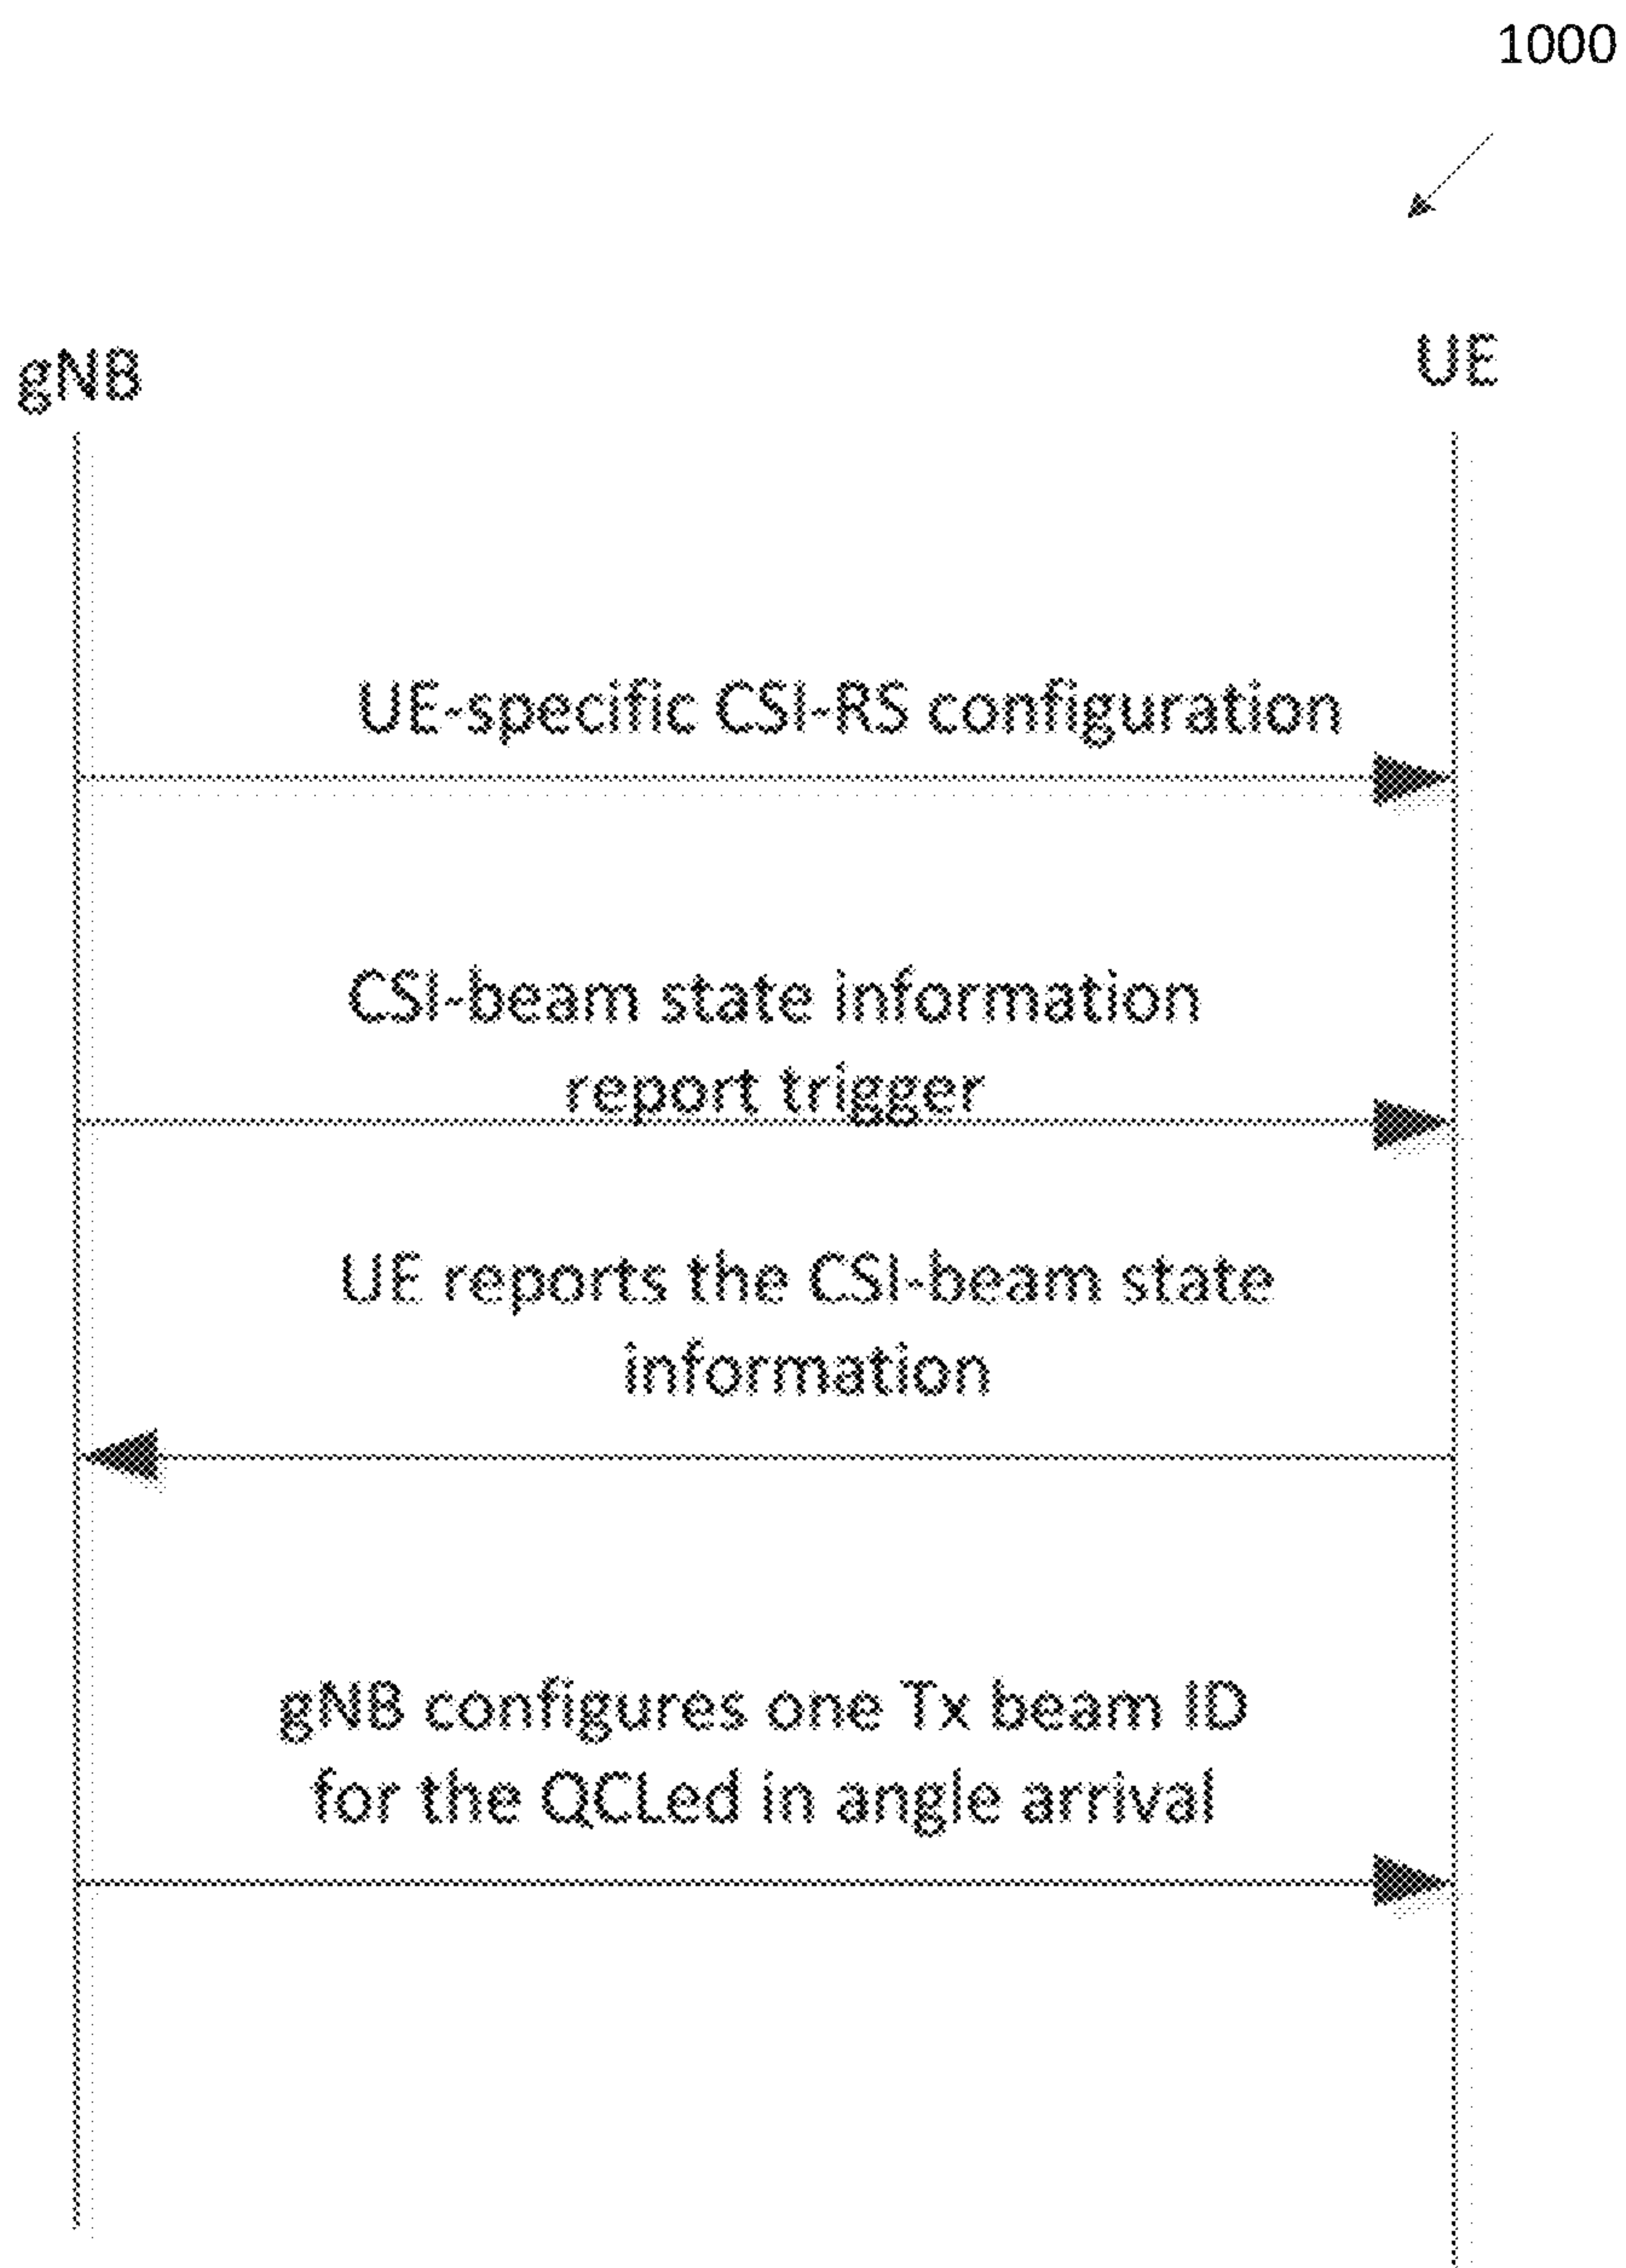 1000
gNB
UE
UE-specific CSI-RS configuration
CSI-beam state information
report trigger
UE reports the CSI-beam state
information
gNB configures one Tx beam ID
for the QCLed in angle arrival